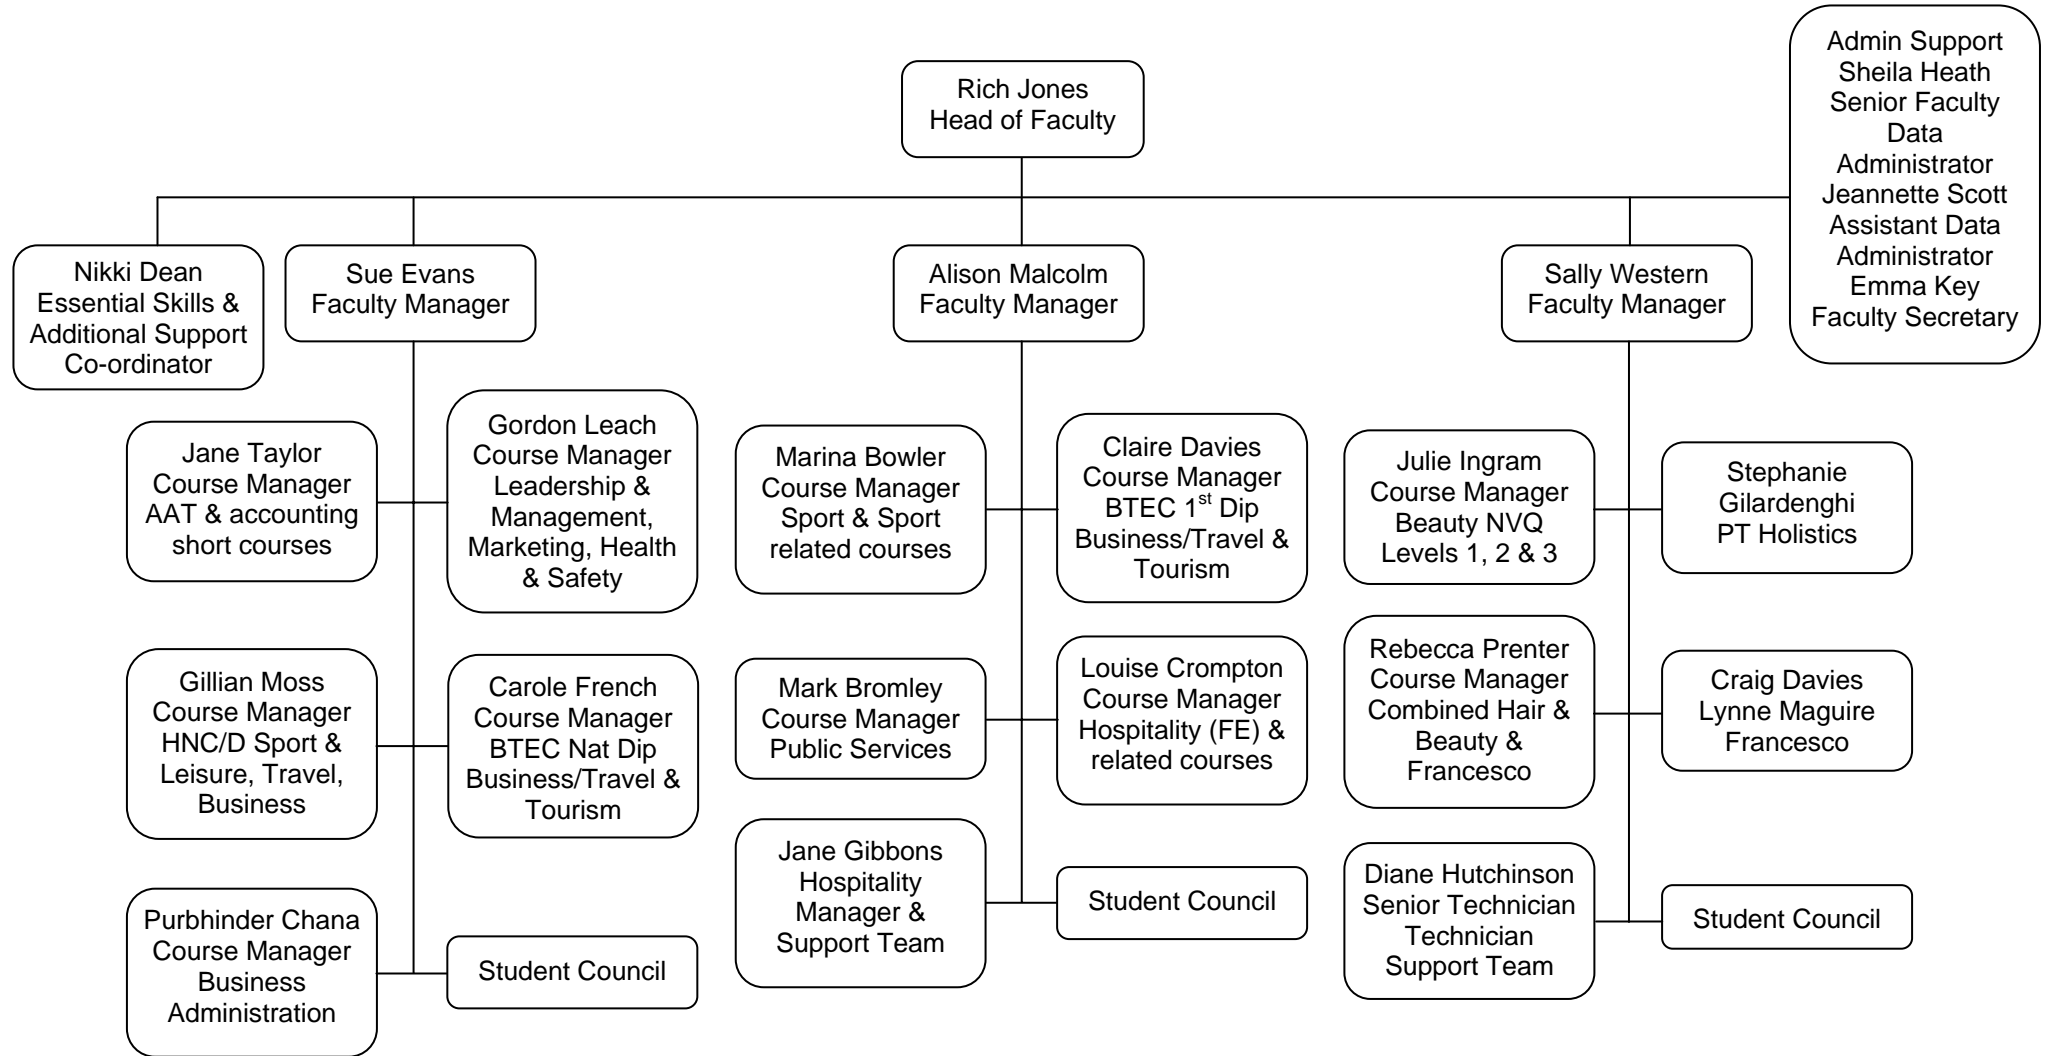 Rich Jones
Head of Faculty
Admin Support
Sheila Heath
Senior Faculty
Data
Administrator
Jeannette Scott
Assistant Data
Administrator
Emma Key
Faculty Secretary
Nikki Dean
Essential Skills &
Additional Support
Co-ordinator
Sue Evans
Faculty Manager
Alison Malcolm
Faculty Manager
Sally Western
Faculty Manager
Jane Taylor
Course Manager
AAT & accounting
short courses
Gordon Leach
Course Manager
Leadership &
Management,
Marketing, Health
& Safety
Marina Bowler
Course Manager
Sport & Sport
related courses
Claire Davies
Course Manager
BTEC 1st Dip
Business/Travel &
Tourism
Julie Ingram
Course Manager
Beauty NVQ
Levels 1, 2 & 3
Stephanie
Gilardenghi
PT Holistics
Gillian Moss
Course Manager
HNC/D Sport &
Leisure, Travel,
Business
Carole French
Course Manager
BTEC Nat Dip
Business/Travel &
Tourism
Mark Bromley
Course Manager
Public Services
Louise Crompton
Course Manager
Hospitality (FE) &
related courses
Rebecca Prenter
Course Manager
Combined Hair &
Beauty &
Francesco
Craig Davies
Lynne Maguire
Francesco
Purbhinder Chana
Course Manager
Business
Administration
Student Council
Jane Gibbons
Hospitality
Manager &
Support Team
Student Council
Diane Hutchinson
Senior Technician
Technician
Support Team
Student Council